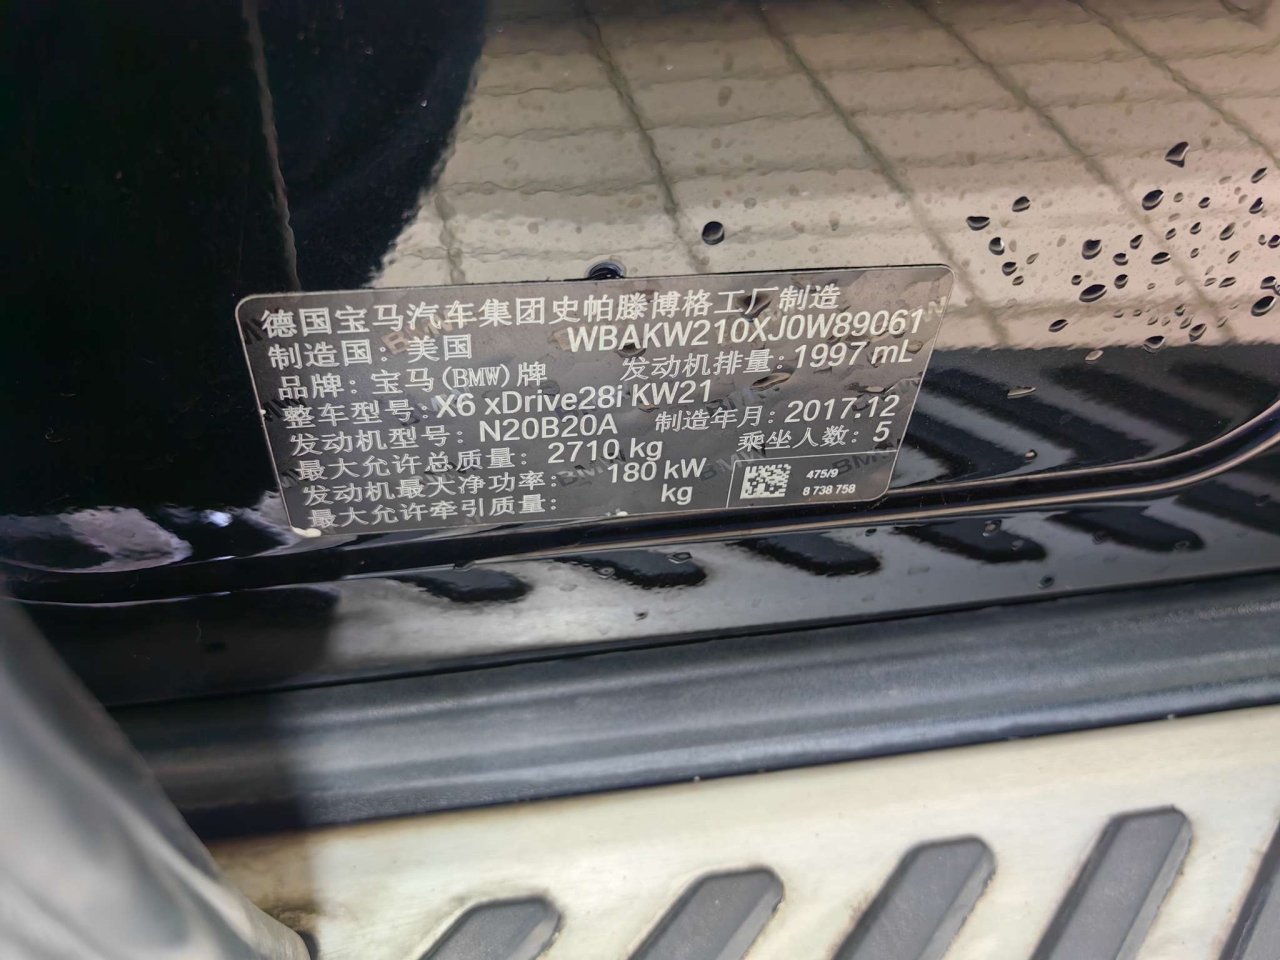 德国宝马汽车集团史帕滕博格工厂制造
制造国：美国 WBAKW210XJ0W89061
品牌：宝马(BMW)牌 发动机排量：1997 mL
整车型号：X6 xDrive28i KW21
发动机型号：N20B20A 制造年月：2017.12
最大允许总质量：2710 kg 乘坐人数：5
发动机最大净功率：180 kW
最大允许牵引质量： kg
475/9
8 738 758